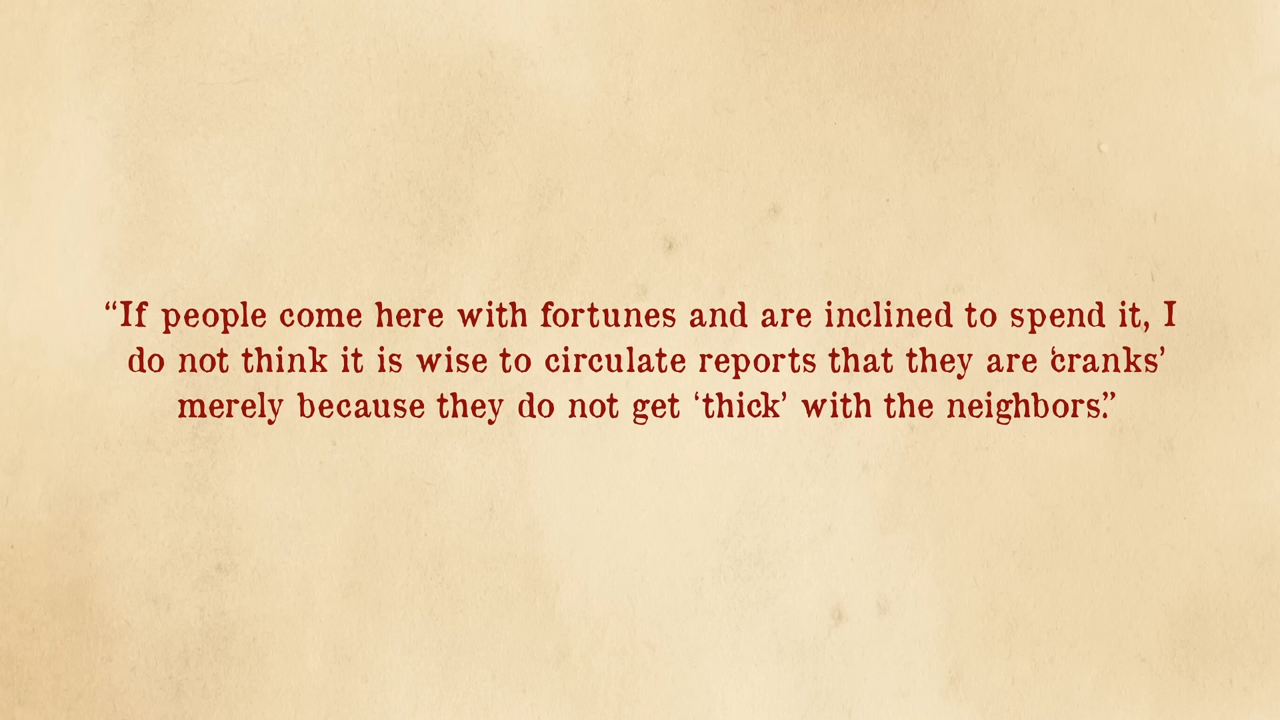 “If people come here with fortunes and are inclined to spend it, I
do not think it is wise to circulate reports that they are ‘cranks’
merely because they do not get ‘thick’ with the neighbors.”